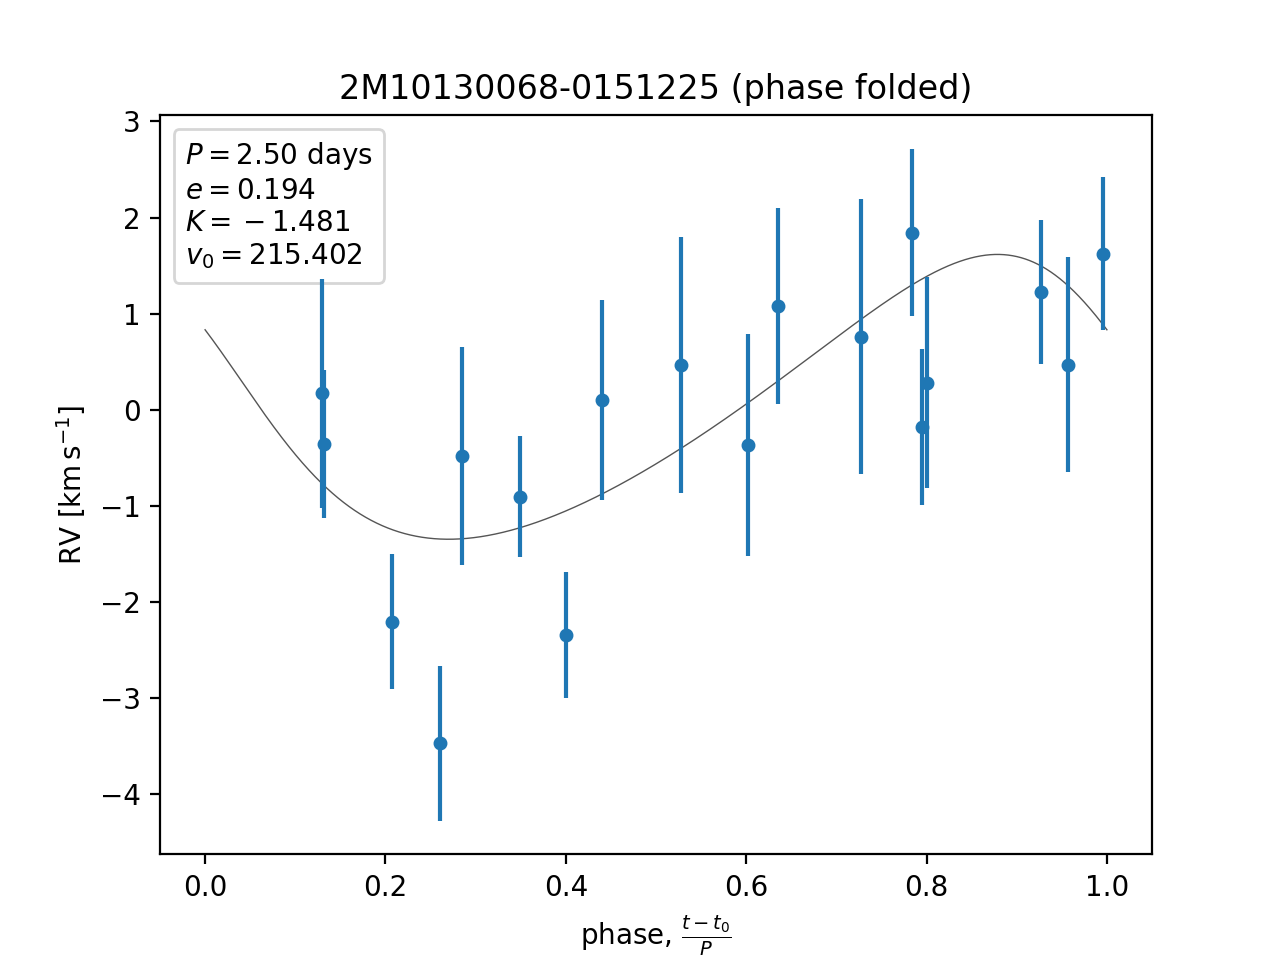 2M10130068-0151225 (phase folded)
P = 2.50 days
e = 0.194
K = −1.481
v₀ = 215.402
3
2
1
0
−1
−2
−3
−4
RV [km s⁻¹]
0.0 0.2 0.4 0.6 0.8 1.0
phase, (t − t₀)/P